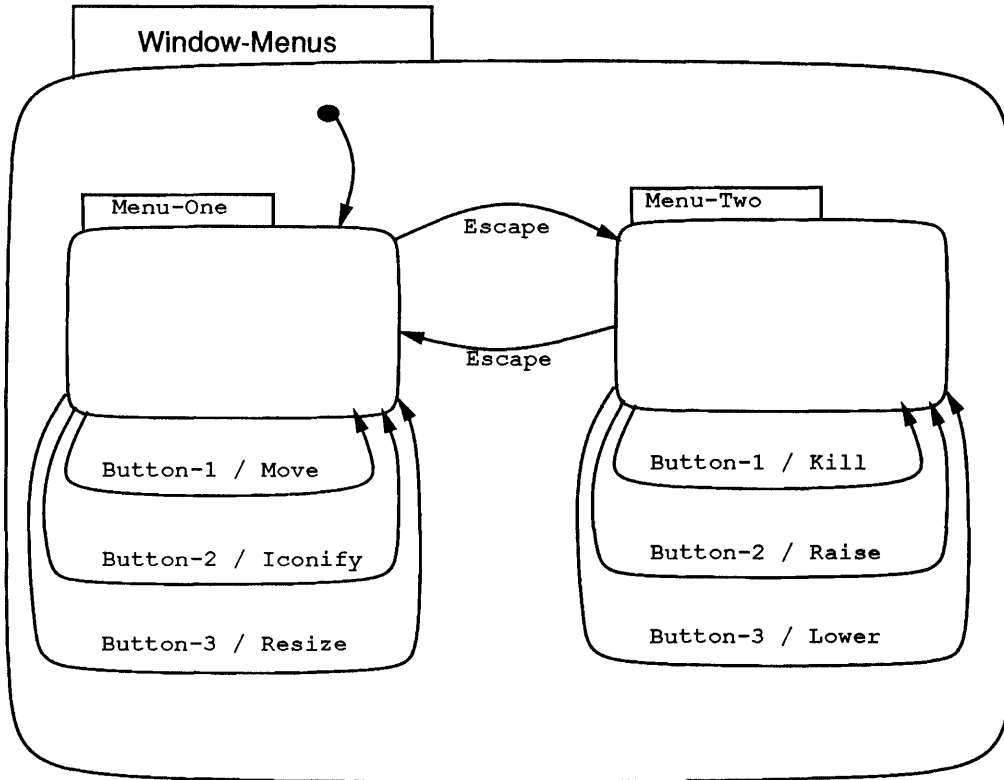 Window-Menus
Menu-One
Menu-Two
Escape
Escape
Button-1 / Move
Button-2 / Iconify
Button-3 / Resize
Button-1 / Kill
Button-2 / Raise
Button-3 / Lower